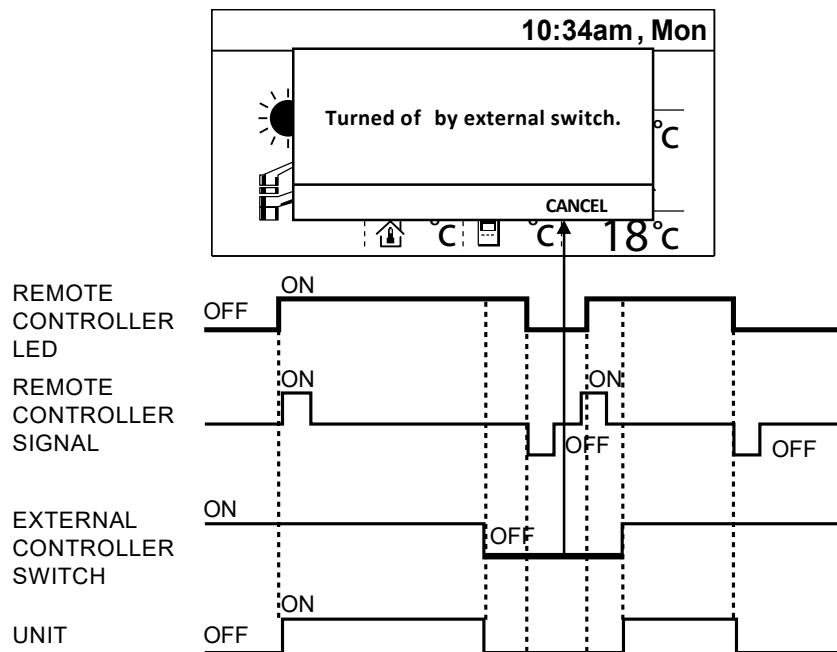 10:34am, Mon
Turned of by external switch.
°C
CANCEL
°C °C 18°C
REMOTE
CONTROLLER
LED
OFF ON
REMOTE
CONTROLLER
SIGNAL
ON OFF ON OFF
EXTERNAL
CONTROLLER
SWITCH
ON OFF
UNIT
OFF ON